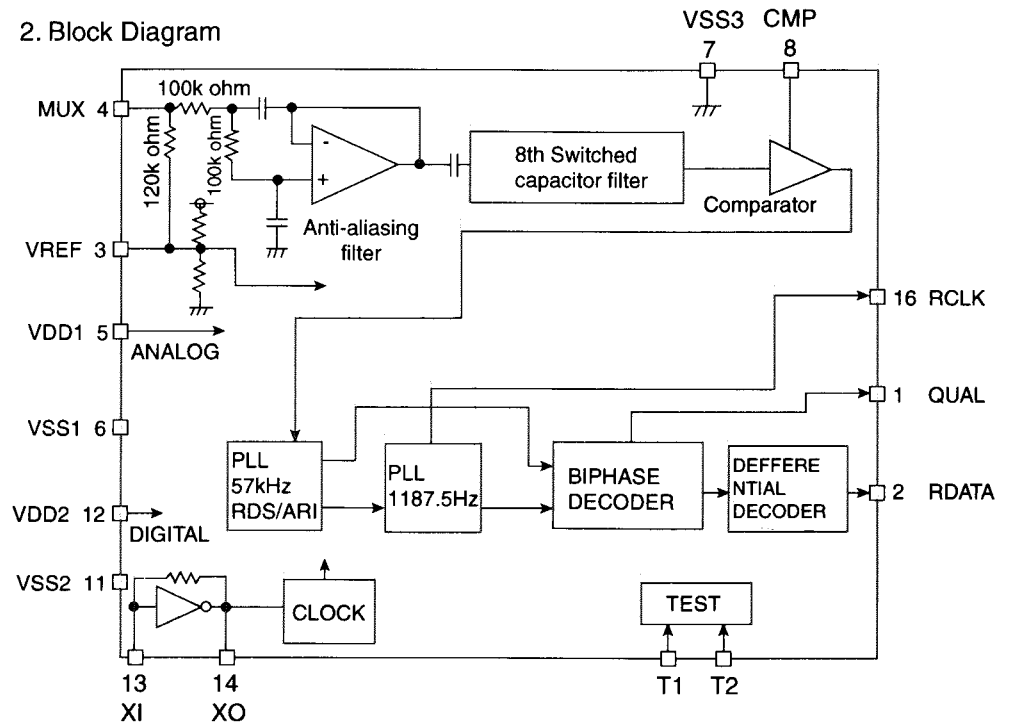 2. Block Diagram
VSS3 CMP
7 8
100k ohm
MUX 4
120k ohm
100k ohm
-
+
8th Switched
capacitor filter
Comparator
Anti-aliasing
filter
VREF 3
16 RCLK
VDD1 5
ANALOG
1 QUAL
VSS1 6
PLL
57kHz
RDS/ARI
PLL
1187.5Hz
BIPHASE
DECODER
DEFFERE
NTIAL
DECODER
2 RDATA
VDD2 12
DIGITAL
VSS2 11
CLOCK
TEST
13 14
XI XO
T1 T2